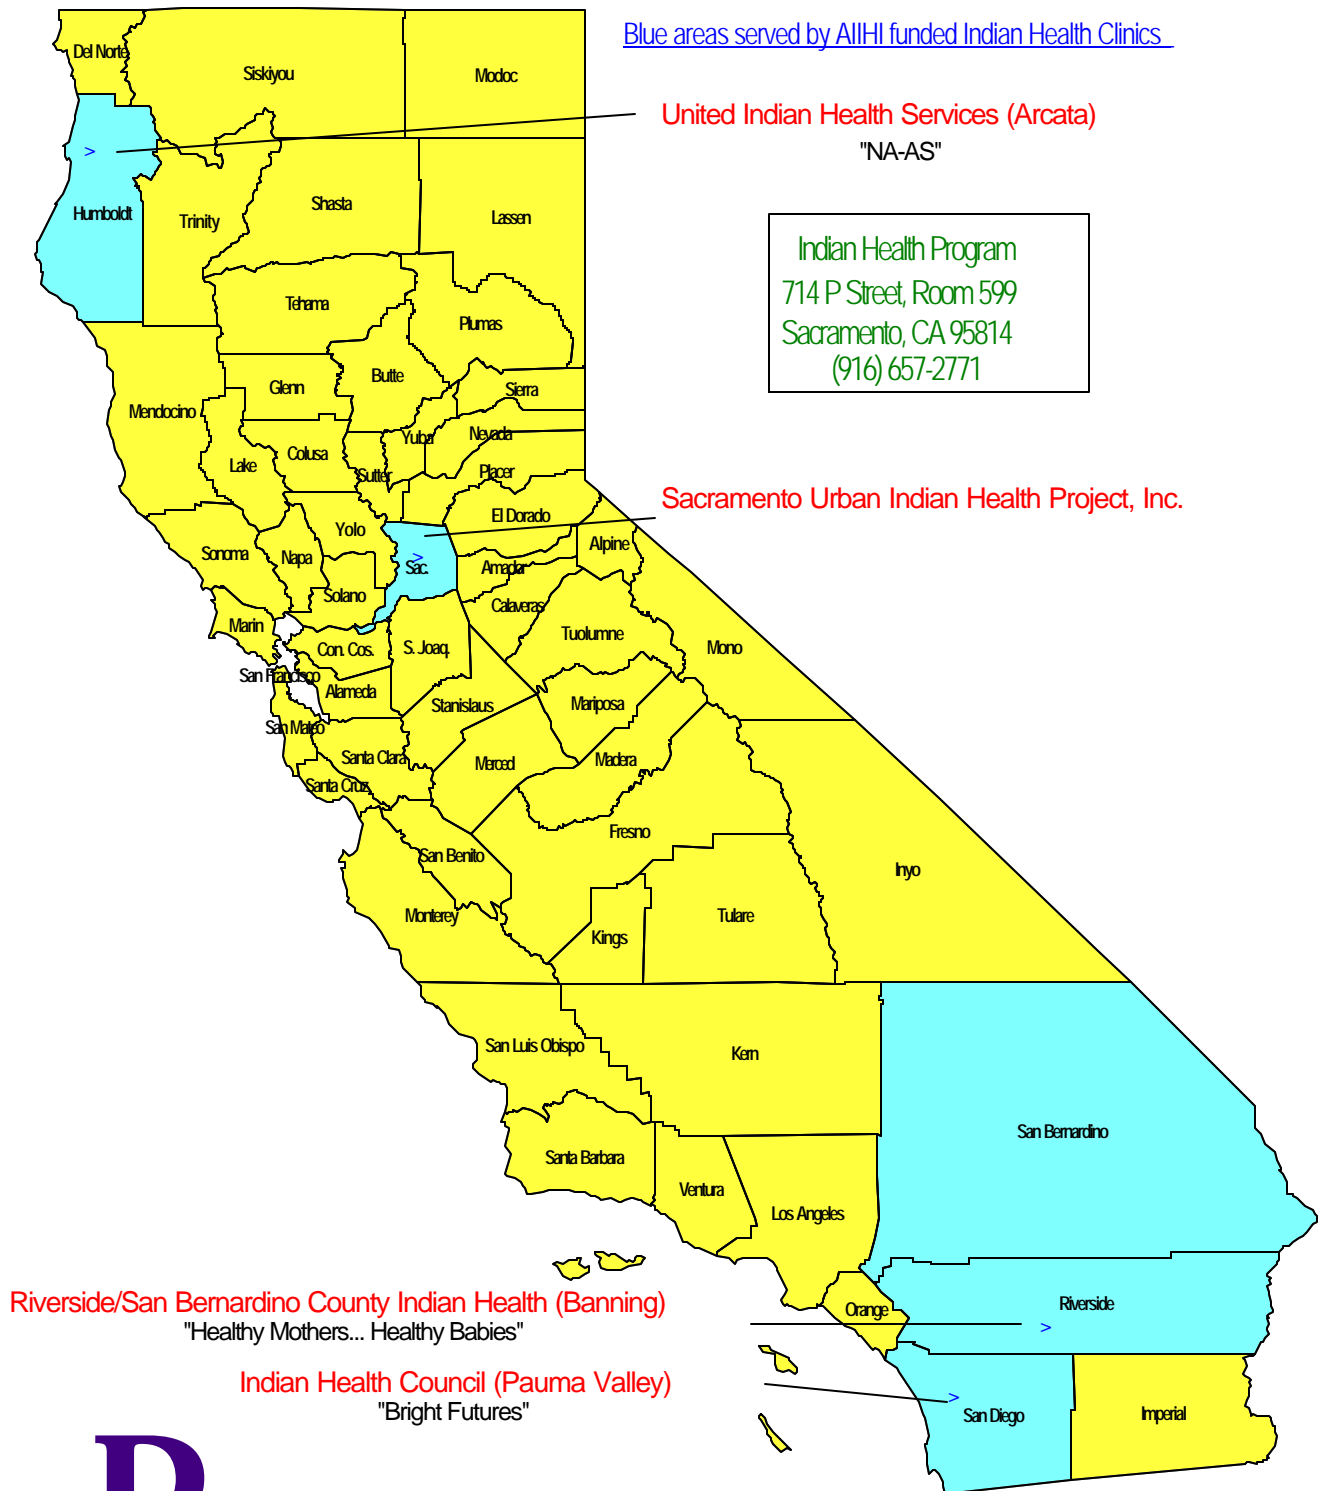 Blue areas served by AIIHI funded Indian Health Clinics
Del Norte
Siskiyou
Modoc
United Indian Health Services (Arcata)
"NA-AS"
>
Humboldt
Trinity
Shasta
Lassen
Indian Health Program
714 P Street, Room 599
Sacramento, CA 95814
(916) 657-2771
Tehama
Plumas
Glenn
Butte
Sierra
Mendocino
Colusa
Yuba
Nevada
Lake
Sutter
Placer
Sacramento Urban Indian Health Project, Inc.
El Dorado
Yolo
Sonoma
Napa
>
Sac.
Alpine
Amador
Solano
Calaveras
Marin
Con. Cos.
S. Joaq.
Tuolumne
Mono
San Francisco
Alameda
Stanislaus
Mariposa
San Mateo
Santa Clara
Merced
Madera
Santa Cruz
Fresno
San Benito
Inyo
Monterey
Kings
Tulare
San Luis Obispo
Kern
San Bernardino
Santa Barbara
Ventura
Los Angeles
Riverside/San Bernardino County Indian Health (Banning)
"Healthy Mothers... Healthy Babies"
Orange
Riverside
>
Indian Health Council (Pauma Valley)
"Bright Futures"
>
San Diego
Imperial